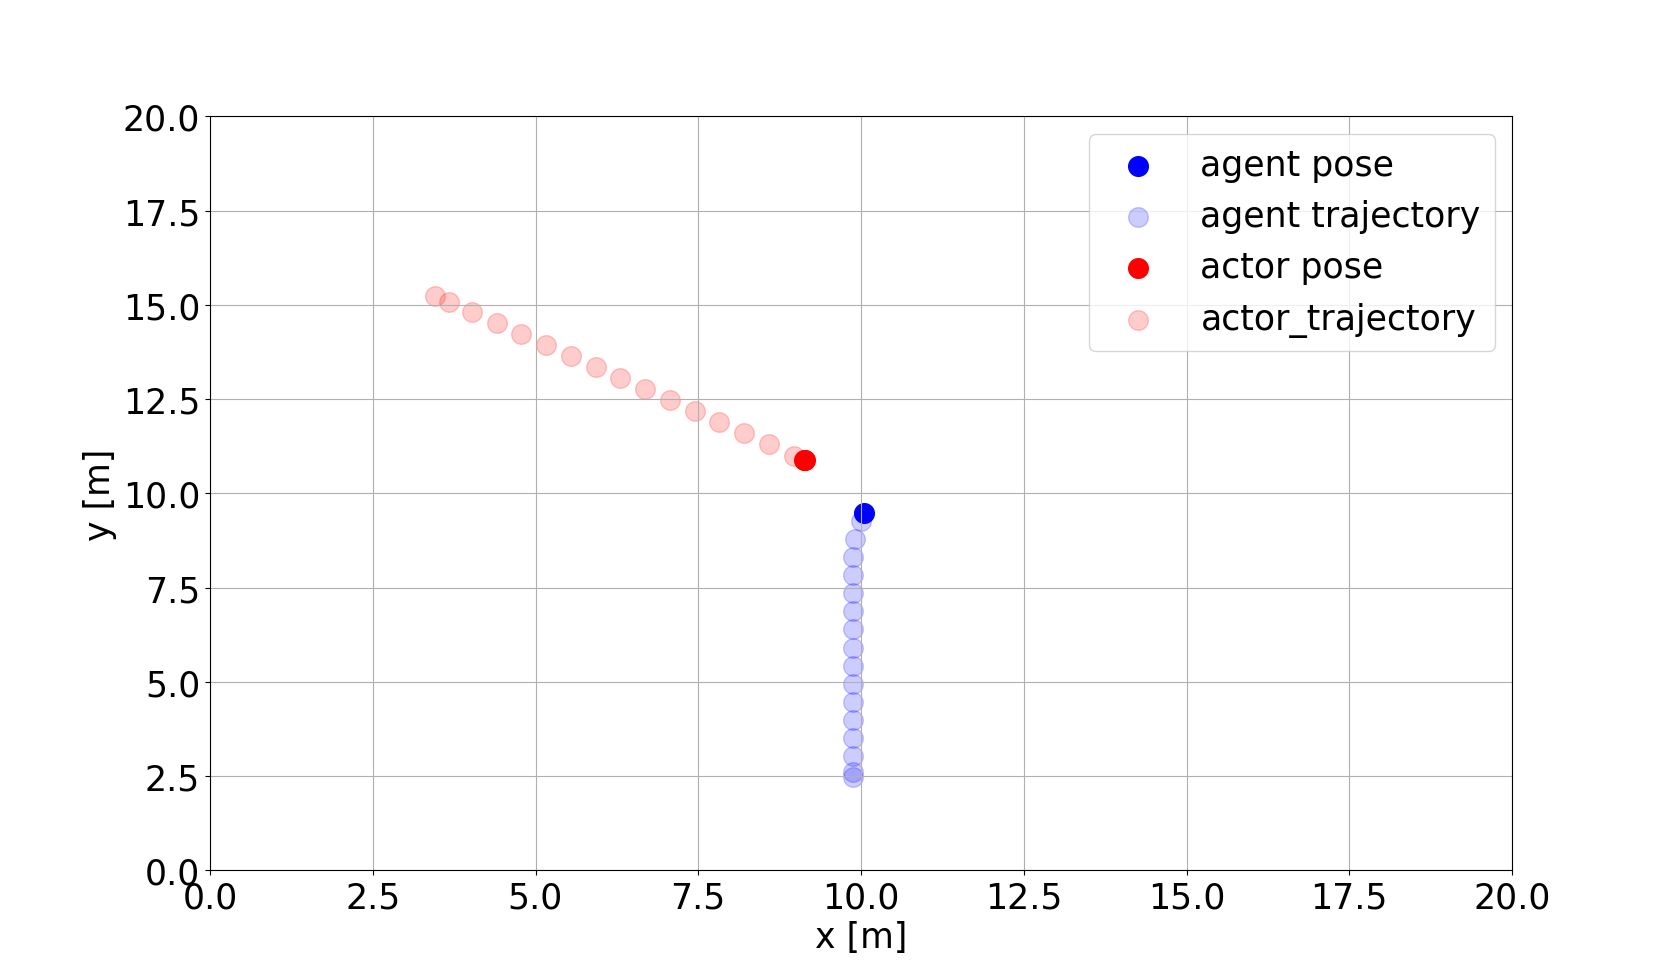 20.0
17.5
15.0
12.5
10.0
7.5
5.0
2.5
0.0
y [m]
0.0 2.5 5.0 7.5 10.0 12.5 15.0 17.5 20.0
x [m]
agent pose
agent trajectory
actor pose
actor_trajectory